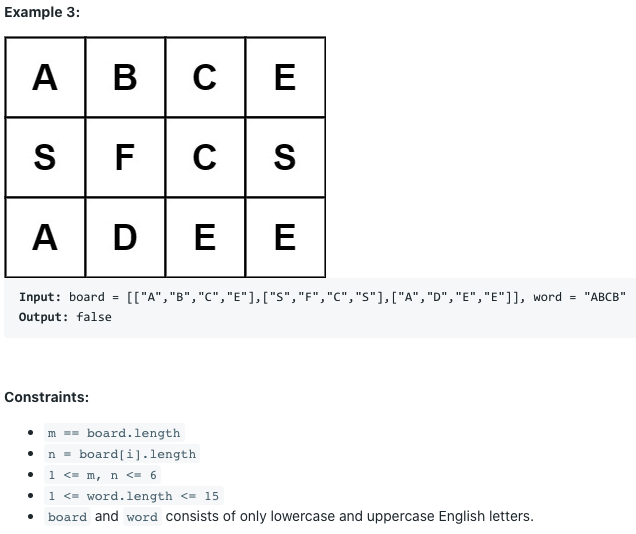 Example 3:
A B C E
S F C S
A D E E
Input: board = [["A","B","C","E"],["S","F","C","S"],["A","D","E","E"]], word = "ABCB"
Output: false
Constraints:
m == board.length
n = board[i].length
1 <= m, n <= 6
1 <= word.length <= 15
board and word consists of only lowercase and uppercase English letters.